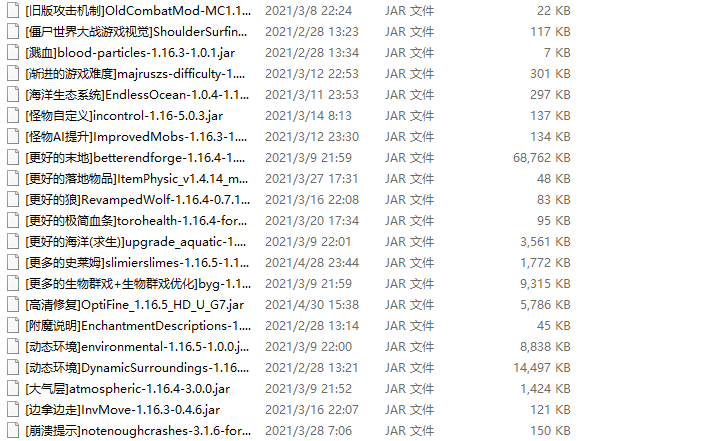 [旧版攻击机制]OldCombatMod-MC1.1... 2021/3/8 22:24 JAR 文件 22 KB
[僵尸世界大战游戏视觉]ShoulderSurfin... 2021/2/28 13:23 JAR 文件 117 KB
[溅血]blood-particles-1.16.3-1.0.1.jar 2021/2/28 13:34 JAR 文件 7 KB
[渐进的游戏难度]majruszs-difficulty-1.... 2021/3/12 22:53 JAR 文件 301 KB
[海洋生态系统]EndlessOcean-1.0.4-1.1... 2021/3/11 23:53 JAR 文件 297 KB
[怪物自定义]incontrol-1.16-5.0.3.jar 2021/3/14 8:13 JAR 文件 137 KB
[怪物AI提升]ImprovedMobs-1.16.3-1.... 2021/3/12 23:30 JAR 文件 134 KB
[更好的末地]betterendforge-1.16.4-1.... 2021/3/9 21:59 JAR 文件 68,762 KB
[更好的落地物品]ItemPhysic_v1.4.14_m... 2021/3/27 17:31 JAR 文件 48 KB
[更好的狼]RevampedWolf-1.16.4-0.7.1... 2021/3/16 22:08 JAR 文件 83 KB
[更好的极简血条]torohealth-1.16.4-for... 2021/3/20 17:34 JAR 文件 95 KB
[更好的海洋(求生)]upgrade_aquatic-1.... 2021/3/9 22:01 JAR 文件 3,561 KB
[更多的史莱姆]slimierslimes-1.16.5-1.1... 2021/4/28 23:44 JAR 文件 1,772 KB
[更多的生物群戏+生物群戏优化]byg-1.1... 2021/3/9 21:59 JAR 文件 9,315 KB
[高清修复]OptiFine_1.16.5_HD_U_G7.jar 2021/4/30 15:38 JAR 文件 5,786 KB
[附魔说明]EnchantmentDescriptions-1.... 2021/2/28 13:14 JAR 文件 45 KB
[动态环境]environmental-1.16.5-1.0.0.j... 2021/3/9 22:00 JAR 文件 8,838 KB
[动态环境]DynamicSurroundings-1.16.... 2021/2/28 13:21 JAR 文件 14,497 KB
[大气层]atmospheric-1.16.4-3.0.0.jar 2021/3/9 21:52 JAR 文件 1,424 KB
[边拿边走]InvMove-1.16.3-0.4.6.jar 2021/3/16 22:07 JAR 文件 121 KB
[崩溃提示]notenoughcrashes-3.1.6-for... 2021/3/28 7:06 JAR 文件 150 KB